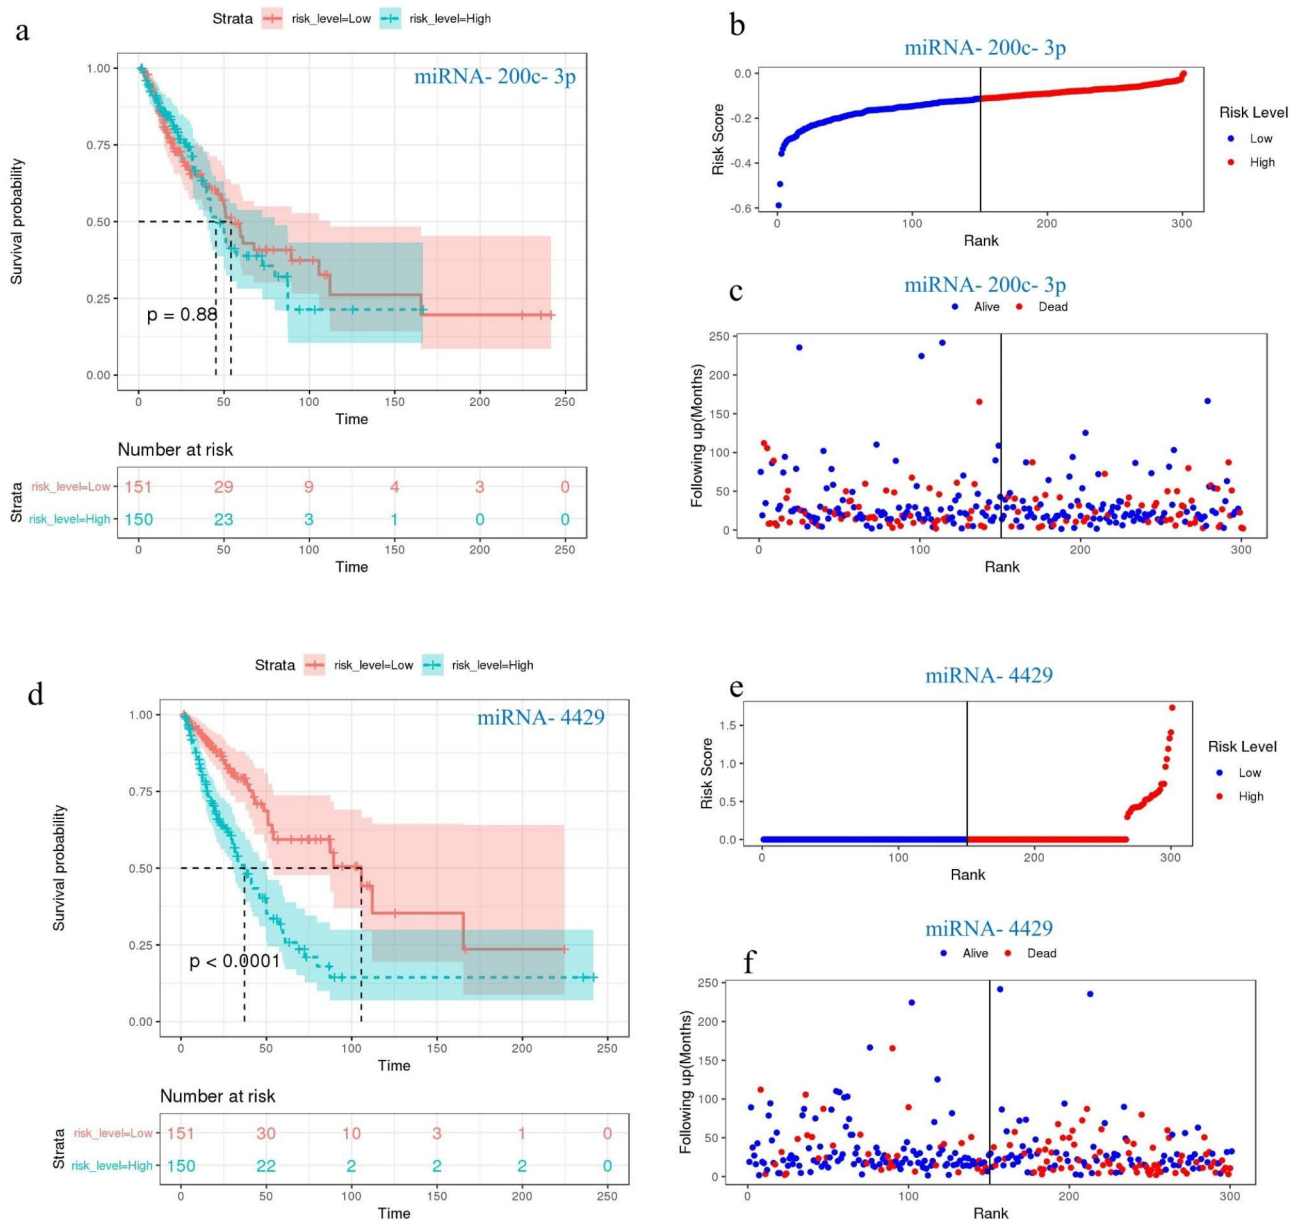 a
Strata risk_level=Low risk_level=High
miRNA- 200c- 3p
Survival probability
1.00
0.75
0.50
0.25
0.00
p = 0.88
0 50 100 150 200 250
Time
Number at risk
Strata
risk_level=Low 151 29 9 4 3 0
risk_level=High 150 23 3 1 0 0
0 50 100 150 200 250
Time
b
miRNA- 200c- 3p
Risk Score
0.0
-0.2
-0.4
-0.6
0 100 200 300
Rank
Risk Level
Low
High
c
miRNA- 200c- 3p
Alive Dead
Following up(Months)
250
200
150
100
50
0
0 100 200 300
Rank
d
Strata risk_level=Low risk_level=High
miRNA- 4429
Survival probability
1.00
0.75
0.50
0.25
0.00
p < 0.0001
0 50 100 150 200 250
Time
Number at risk
Strata
risk_level=Low 151 30 10 3 1 0
risk_level=High 150 22 2 2 2 0
0 50 100 150 200 250
Time
e
miRNA- 4429
Risk Score
1.5
1.0
0.5
0.0
0 100 200 300
Rank
Risk Level
Low
High
f
miRNA- 4429
Alive Dead
Following up(Months)
250
200
150
100
50
0
0 100 200 300
Rank